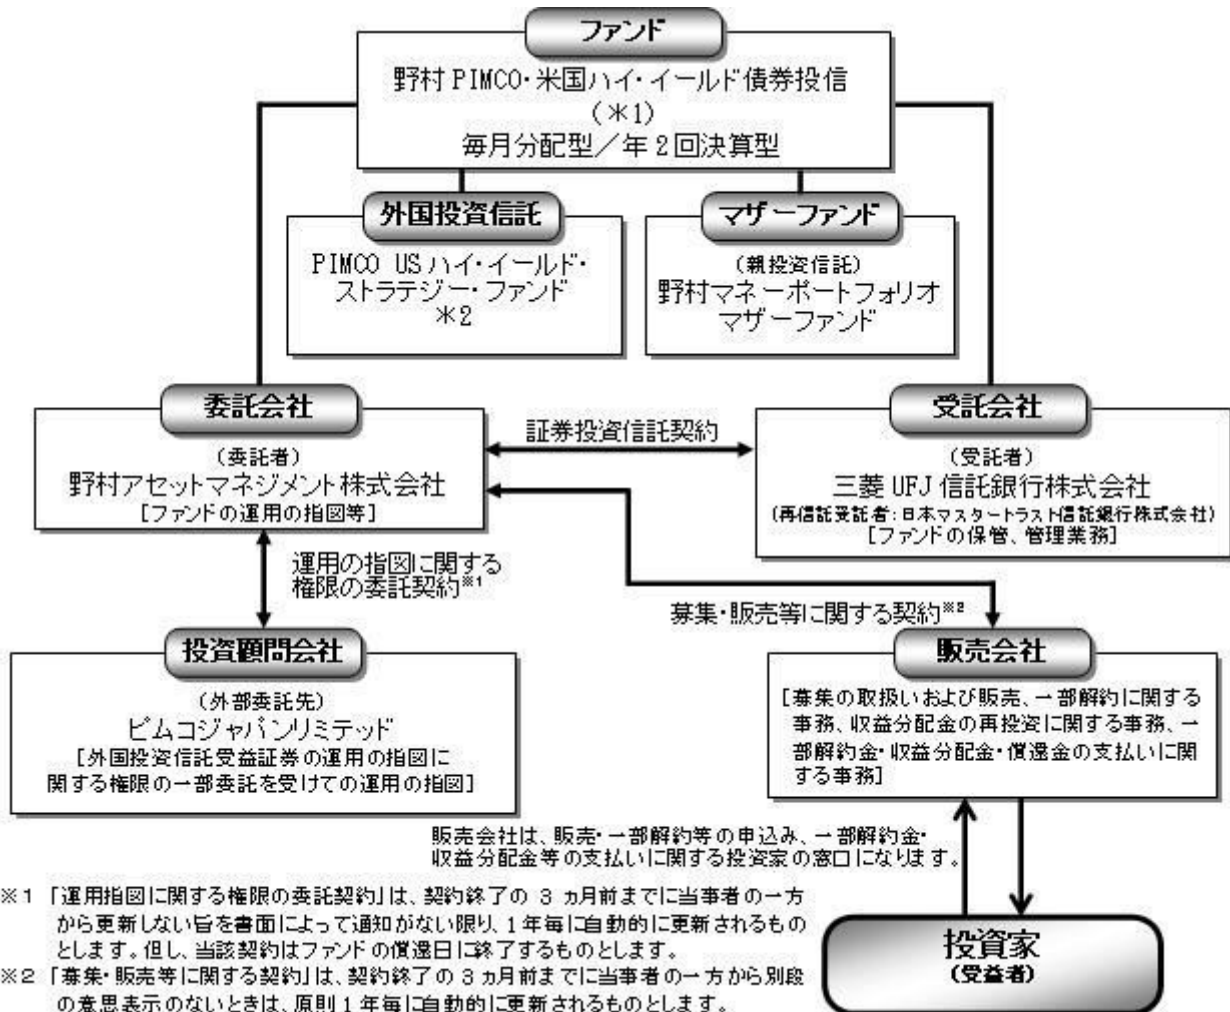 ファンド
野村 PIMCO・米国ハイ・イールド債券投信
(＊1)
毎月分配型／年 2 回決算型
外国投資信託
PIMCO US ハイ・イールド・
ストラテジー・ファンド
＊2
マザーファンド
(親投資信託)
野村マネーポートフォリオ
マザーファンド
委託会社
(委託者)
野村アセットマネジメント株式会社
[ファンドの運用の指図等]
証券投資信託契約
受託会社
(受託者)
三菱 UFJ 信託銀行株式会社
(再信託受託者:日本マスタートラスト信託銀行株式会社)
[ファンドの保管、管理業務]
運用の指図に関する
権限の委託契約※1
募集・販売等に関する契約※2
投資顧問会社
(外部委託先)
ピムコジャパンリミテッド
[外国投資信託受益証券の運用の指図に
関する権限の一部委託を受けての運用の指図]
販売会社
[募集の取扱いおよび販売、一部解約に関する
事務、収益分配金の再投資に関する事務、一
部解約金・収益分配金・償還金の支払いに関
する事務]
販売会社は、販売・一部解約等の申込み、一部解約金・
収益分配金等の支払いに関する投資家の窓口になります。
※1 「運用指図に関する権限の委託契約」は、契約終了の 3 ヵ月前までに当事者の一方
から更新しない旨を書面によって通知がない限り、1 年毎に自動的に更新されるもの
とします。但し、当該契約はファンドの償還日に終了するものとします。
※2 「募集・販売等に関する契約」は、契約終了の 3 ヵ月前までに当事者の一方から別段
の意思表示のないときは、原則 1 年毎に自動的に更新されるものとします。
投資家
(受益者)